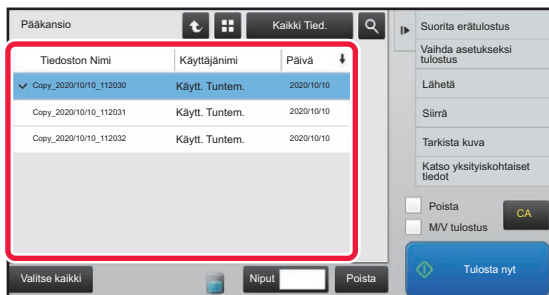 Pääkansio
Kaikki Tied.
Tiedoston Nimi Käyttäjänimi Päivä
Copy_2020/10/10_112030 Käytt. Tuntem. 2020/10/10
Copy_2020/10/10_112031 Käytt. Tuntem. 2020/10/10
Copy_2020/10/10_112032 Käytt. Tuntem. 2020/10/10
Valitse kaikki
Niput
Poista
Suorita erätulostus
Vaihda asetukseksi
tulostus
Lähetä
Siirrä
Tarkista kuva
Katso yksityiskohtaiset
tiedot
Poista
M/V tulostus
CA
Tulosta nyt